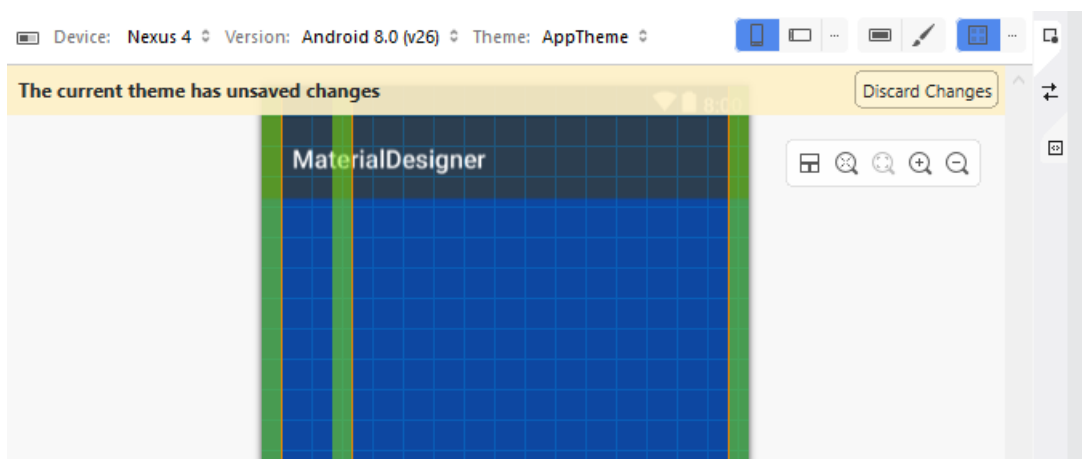 Device: Nexus 4 Version: Android 8.0 (v26) Theme: AppTheme
The current theme has unsaved changes
Discard Changes
8:00
MaterialDesigner